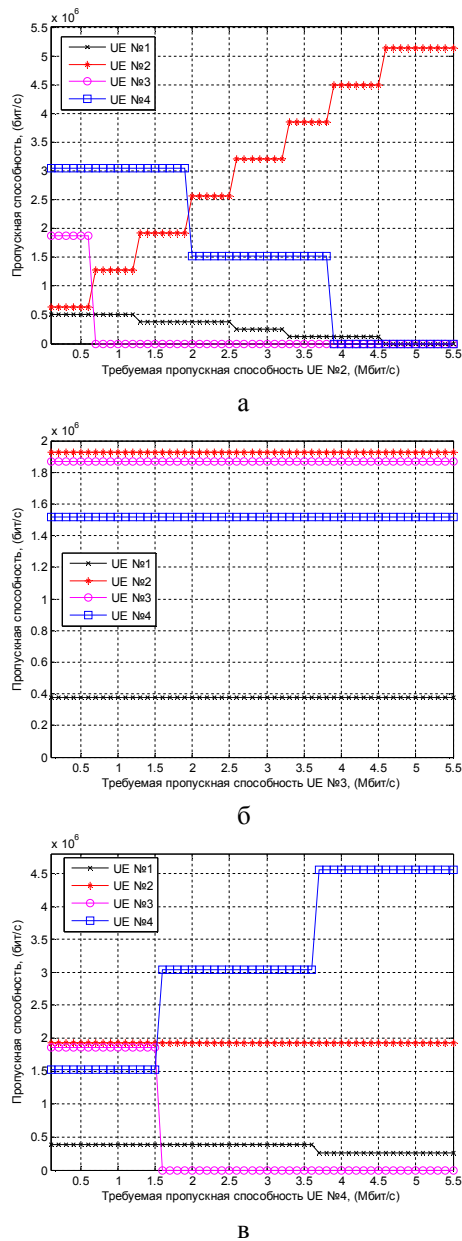 x 10⁶
5.5
5
4.5
4
3.5
3
2.5
2
1.5
1
0.5
0
Пропускная способность, (бит/с)
UE №1
UE №2
UE №3
UE №4
0.5 1 1.5 2 2.5 3 3.5 4 4.5 5 5.5
Требуемая пропускная способность UE №2, (Мбит/с)
а
x 10⁶
2
1.8
1.6
1.4
1.2
1
0.8
0.6
0.4
0.2
0
Пропускная способность, (бит/с)
UE №1
UE №2
UE №3
UE №4
0.5 1 1.5 2 2.5 3 3.5 4 4.5 5 5.5
Требуемая пропускная способность UE №3, (Мбит/с)
б
x 10⁶
4.5
4
3.5
3
2.5
2
1.5
1
0.5
0
Пропускная способность, (бит/с)
UE №1
UE №2
UE №3
UE №4
0.5 1 1.5 2 2.5 3 3.5 4 4.5 5 5.5
Требуемая пропускная способность UE №4, (Мбит/с)
в